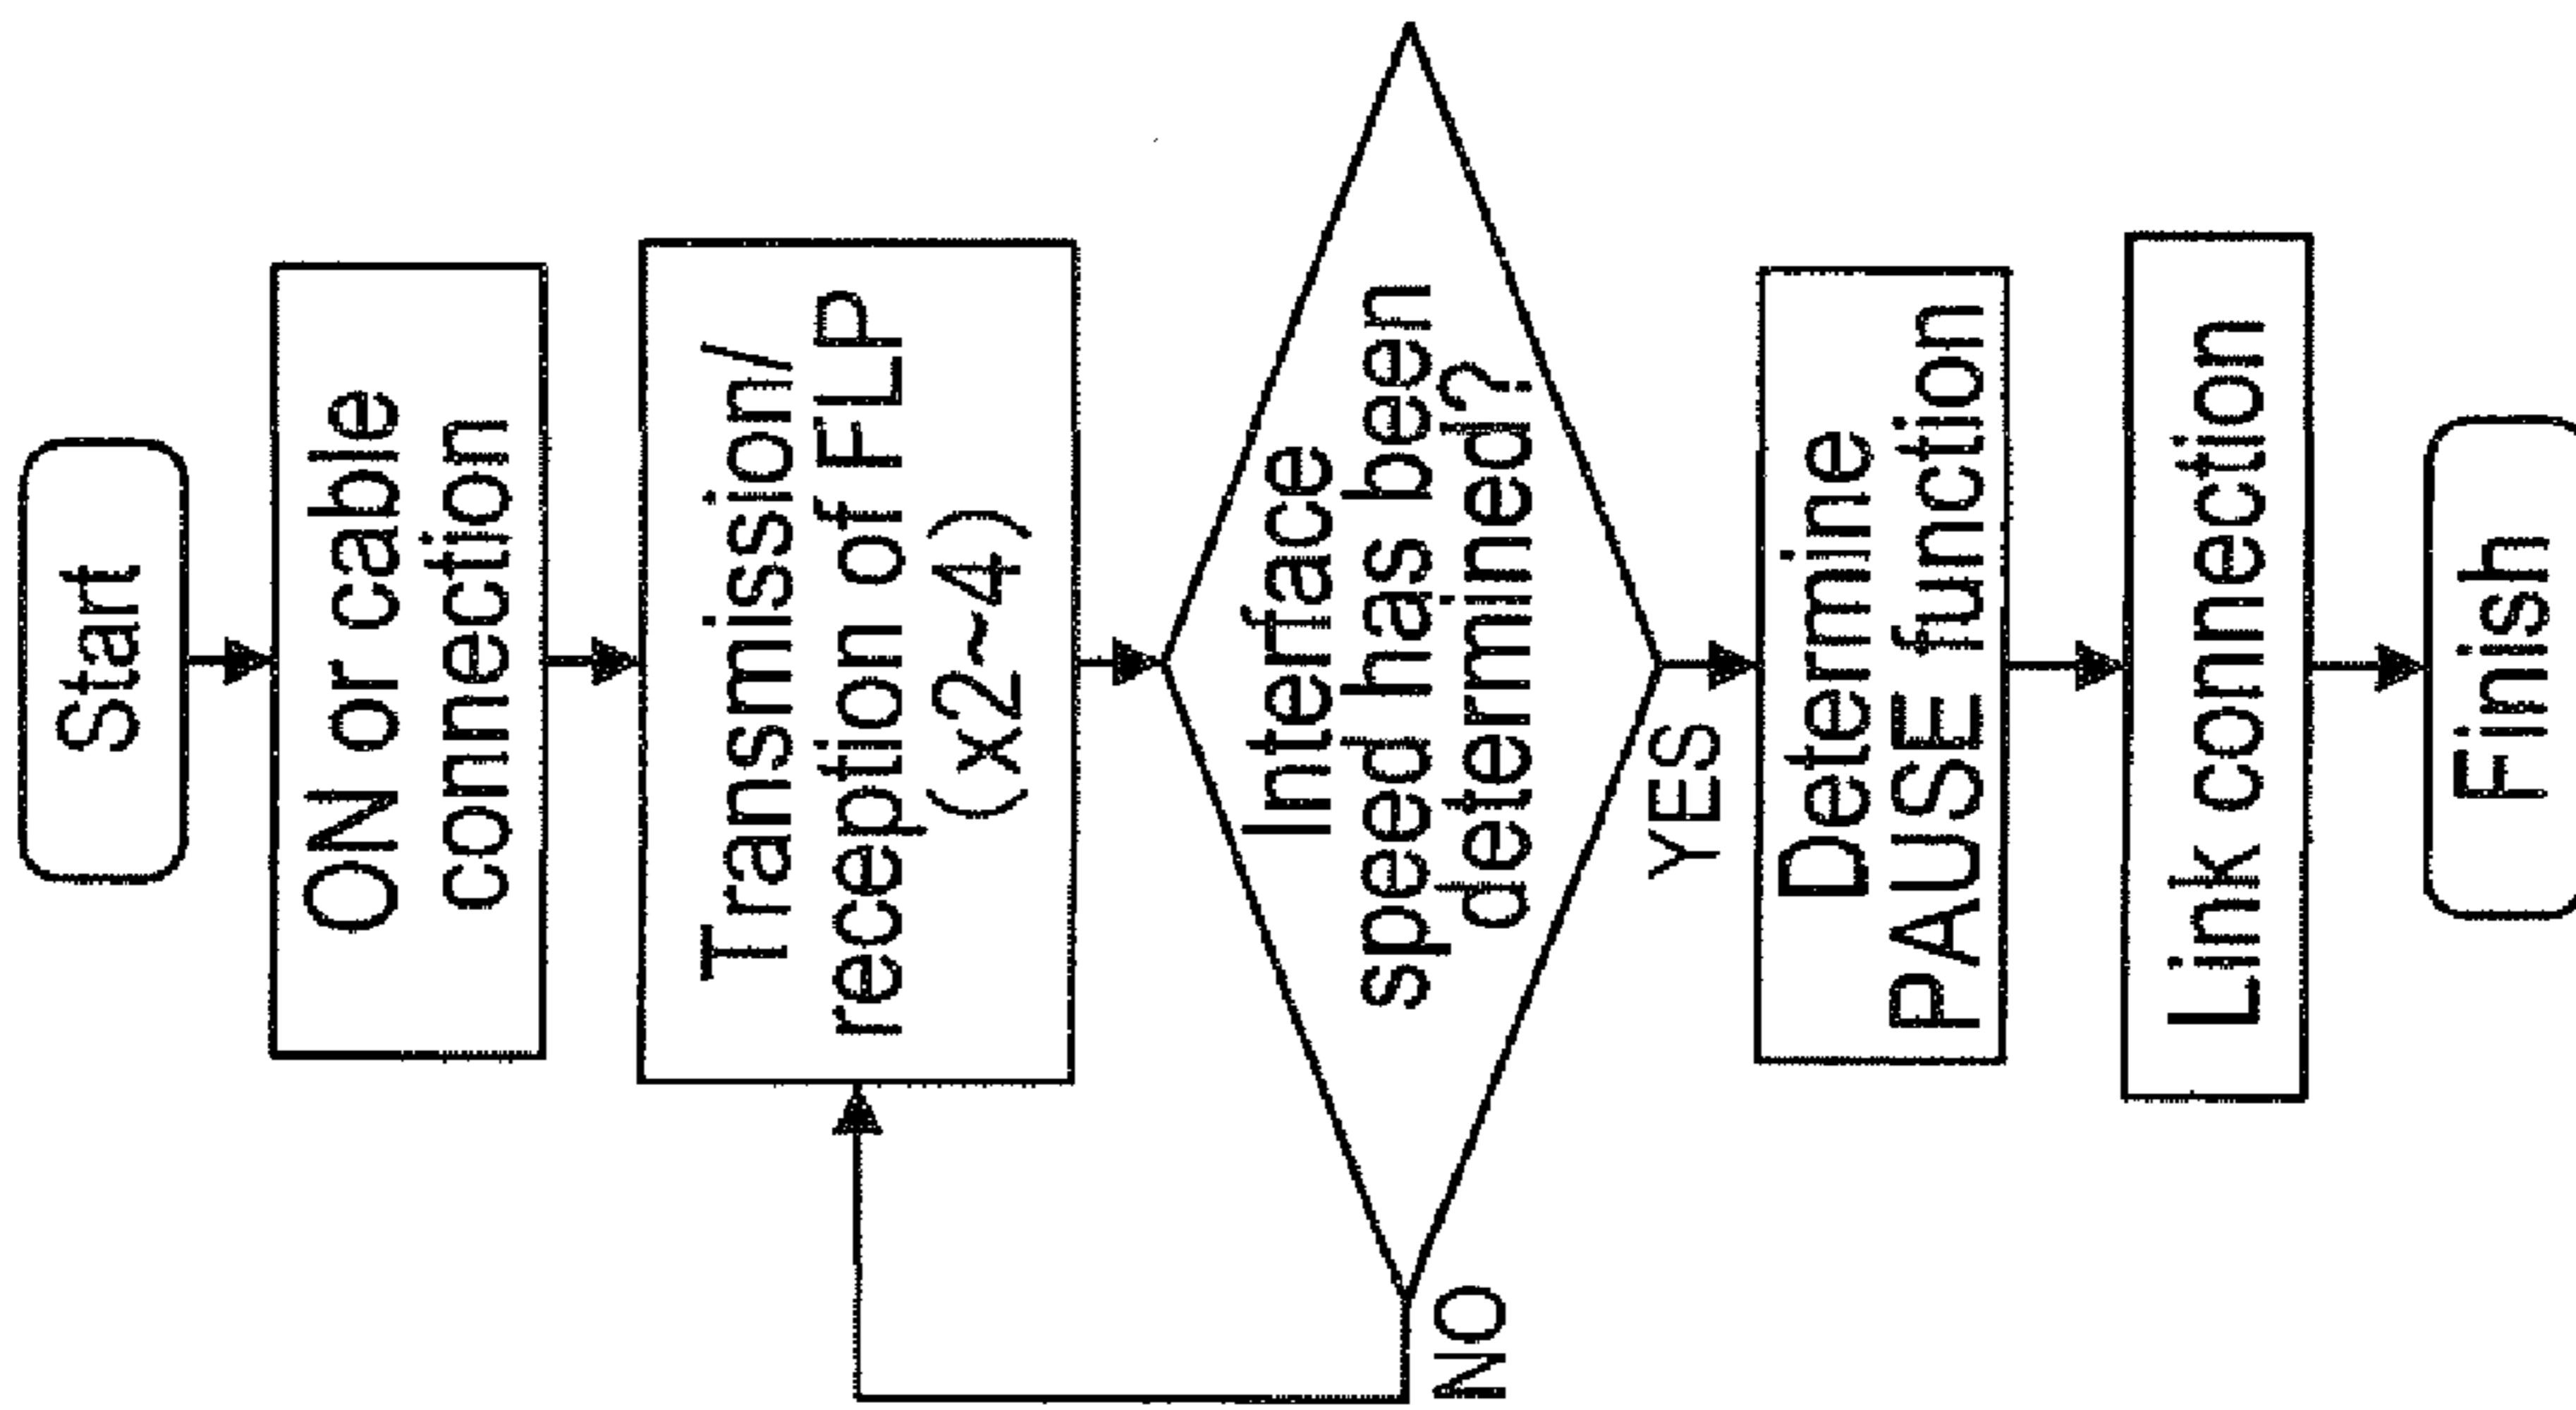 Start
ON or cable
connection
Transmission/
reception of FLP
(x2~4)
Interface
speed has been
determined?
NO
YES
Determine
PAUSE function
Link connection
Finish